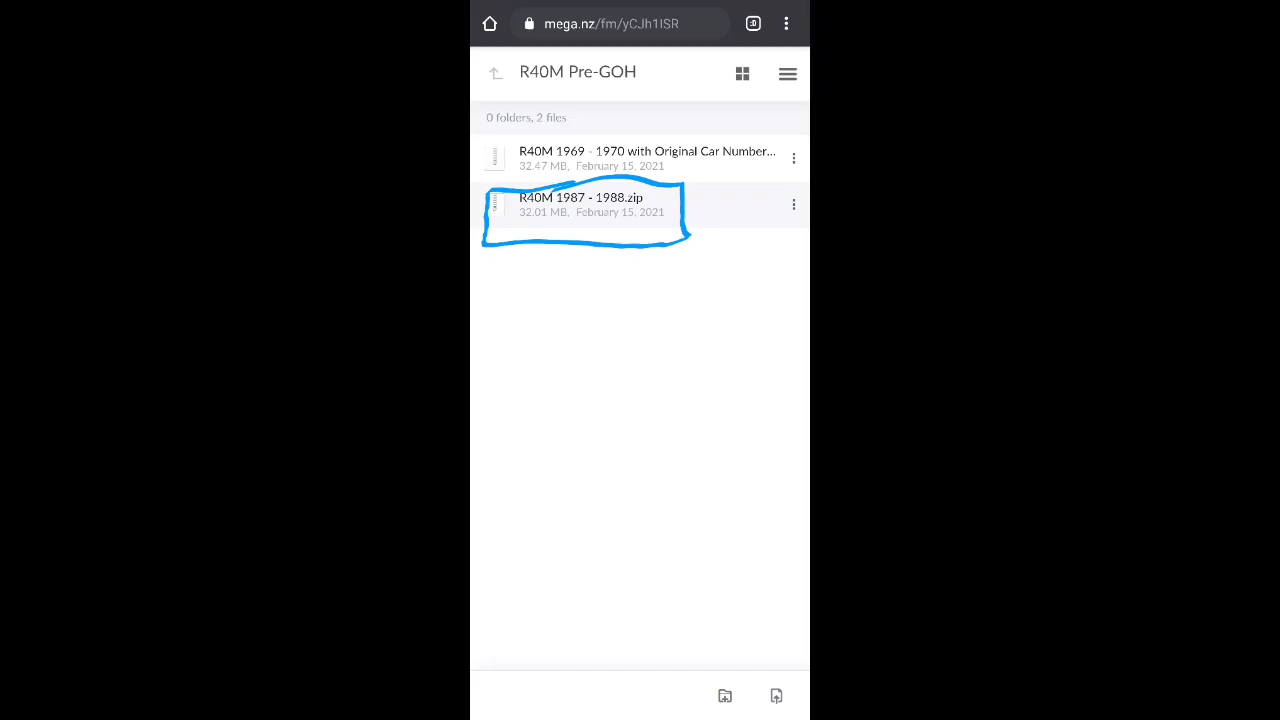 mega.nz/fm/yCJh1ISR
:D
R40M Pre-GOH
0 folders, 2 files
R40M 1969 - 1970 with Original Car Number...
32.47 MB, February 15, 2021
R40M 1987 - 1988.zip
32.01 MB, February 15, 2021